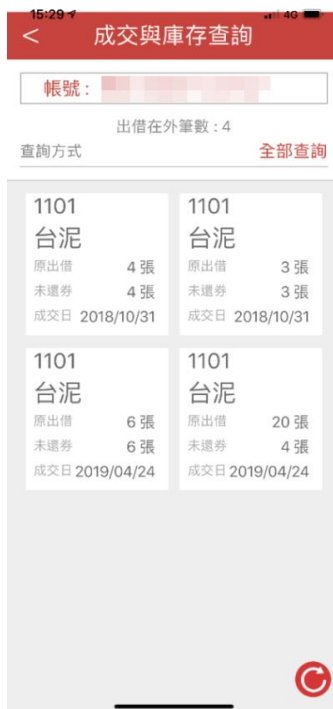 15:29
4G
< 成交與庫存查詢
帳號:
出借在外筆數:4
查詢方式 全部查詢
1101
台泥
原出借 4 張
未還券 4 張
成交日 2018/10/31
1101
台泥
原出借 3 張
未還券 3 張
成交日 2018/10/31
1101
台泥
原出借 6 張
未還券 6 張
成交日 2019/04/24
1101
台泥
原出借 20 張
未還券 4 張
成交日 2019/04/24